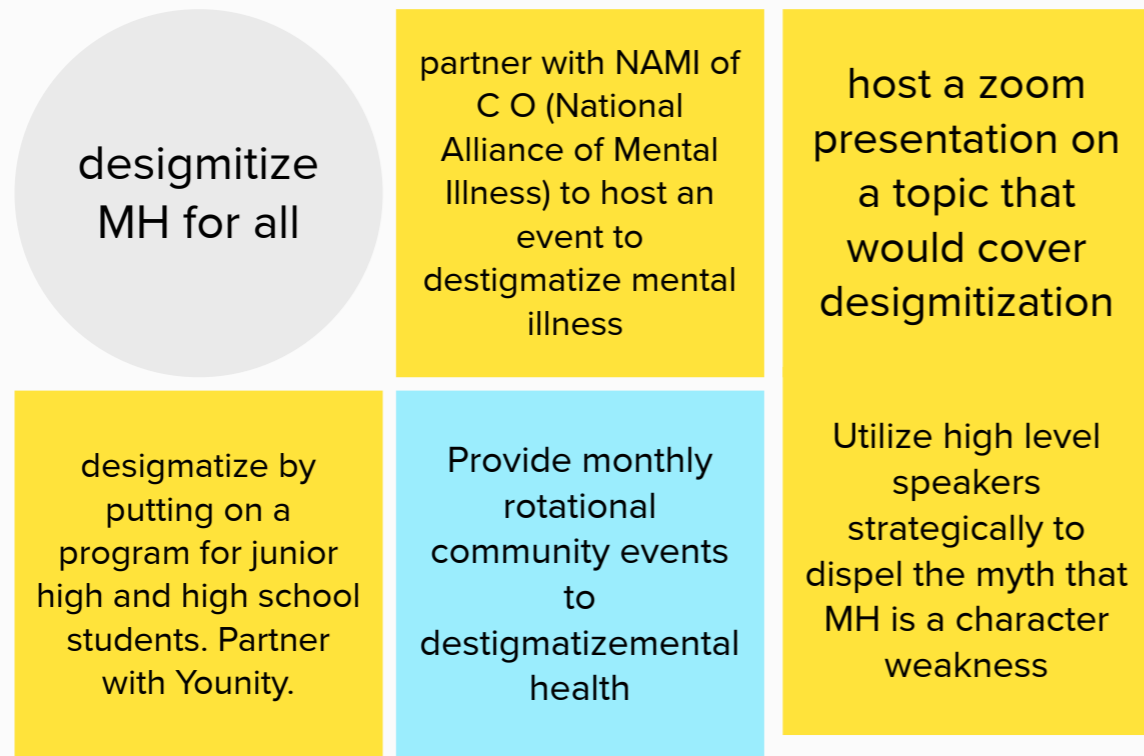 desigmitize
MH for all
partner with NAMI of
C O (National
Alliance of Mental
Illness) to host an
event to
destigmatize mental
illness
host a zoom
presentation on
a topic that
would cover
desigmitization
desigmatize by
putting on a
program for junior
high and high school
students. Partner
with Younity.
Provide monthly
rotational
community events
to
destigmatizemental
health
Utilize high level
speakers
strategically to
dispel the myth that
MH is a character
weakness